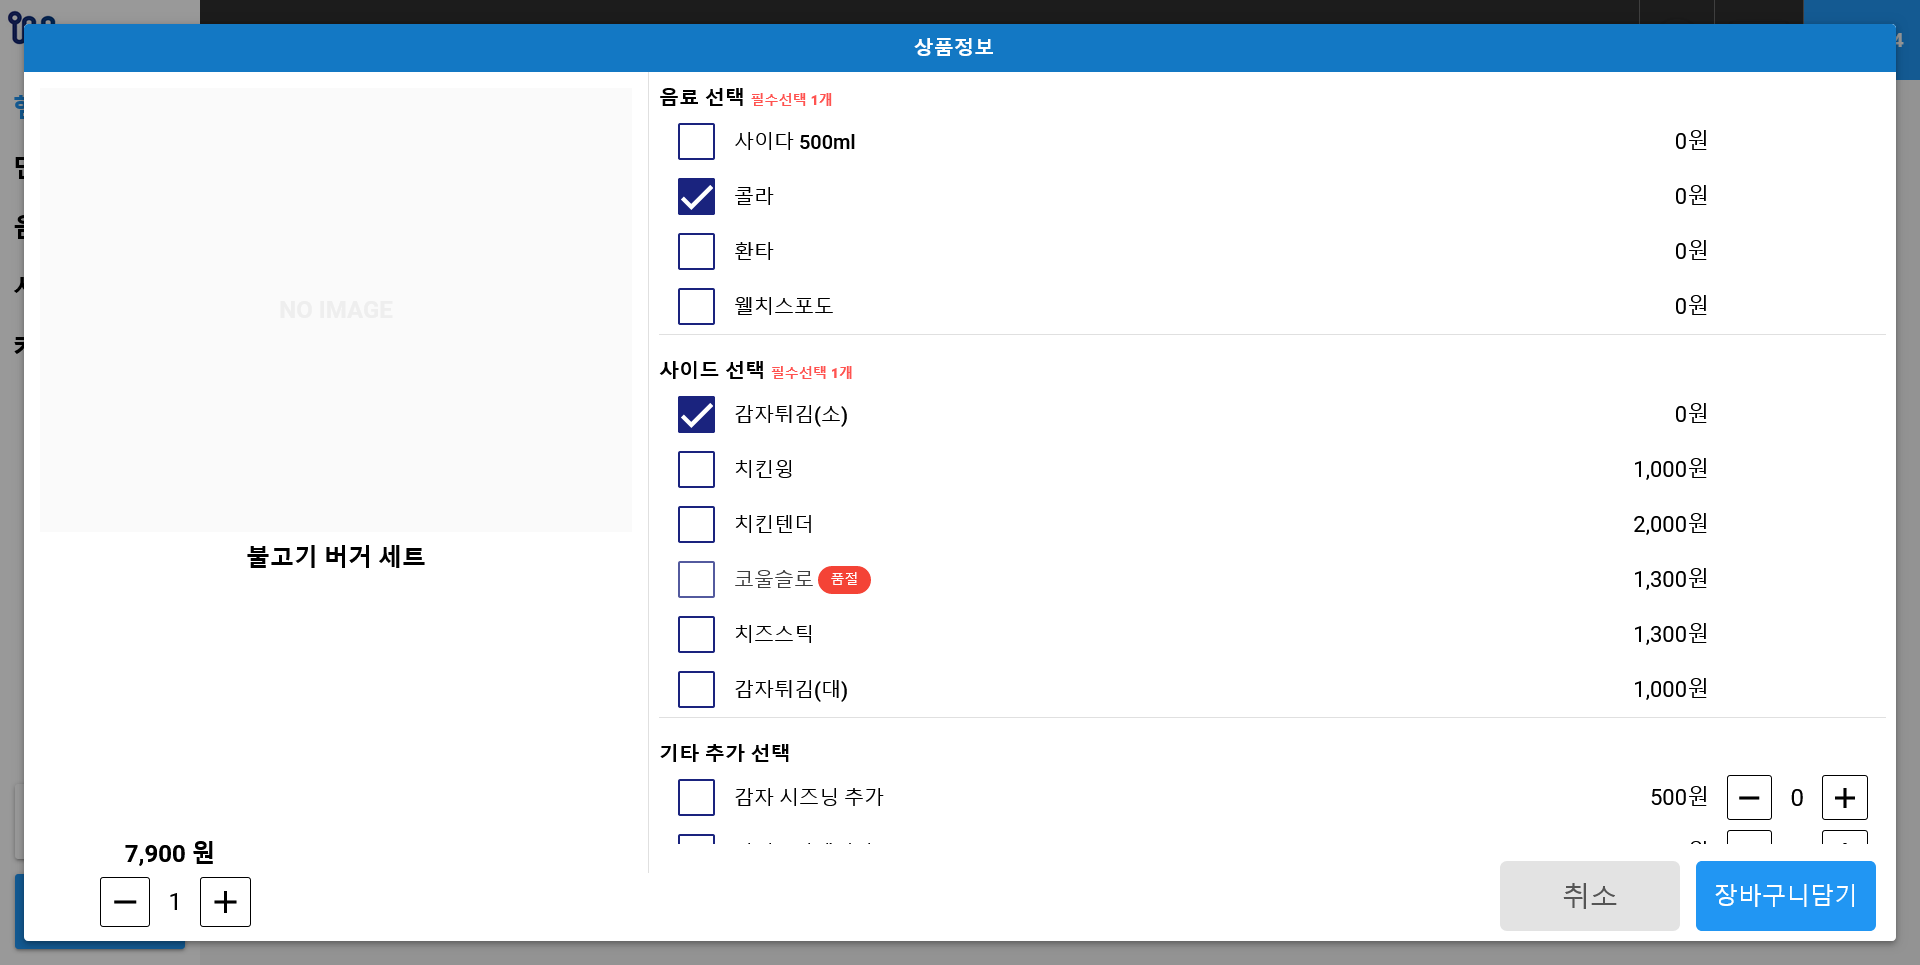 상품정보
NO IMAGE
불고기 버거 세트
7,900 원
1
음료 선택 필수선택 1개
사이다 500ml 0원
콜라 0원
환타 0원
웰치스포도 0원
사이드 선택 필수선택 1개
감자튀김(소) 0원
치킨윙 1,000원
치킨텐더 2,000원
코울슬로 품절 1,300원
치즈스틱 1,300원
감자튀김(대) 1,000원
기타 추가 선택
감자 시즈닝 추가 500원 0
취소 장바구니담기